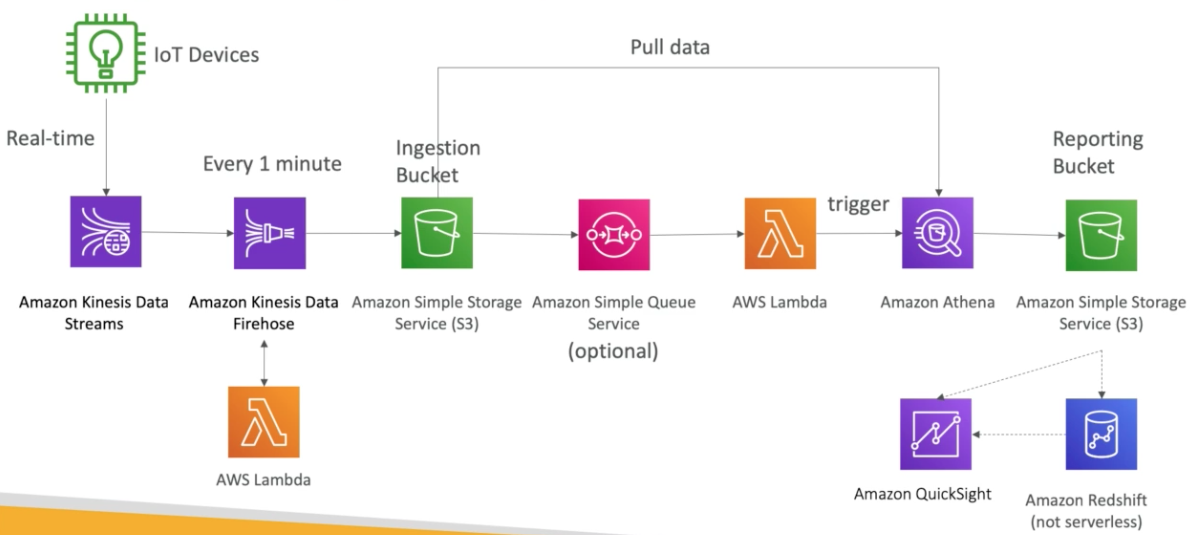 IoT Devices
Pull data
Real-time
Every 1 minute
Ingestion
Bucket
Reporting
Bucket
trigger
Amazon Kinesis Data
Streams
Amazon Kinesis Data
Firehose
Amazon Simple Storage
Service (S3)
Amazon Simple Queue
Service
(optional)
AWS Lambda
Amazon Athena
Amazon Simple Storage
Service (S3)
AWS Lambda
Amazon QuickSight
Amazon Redshift
(not serverless)